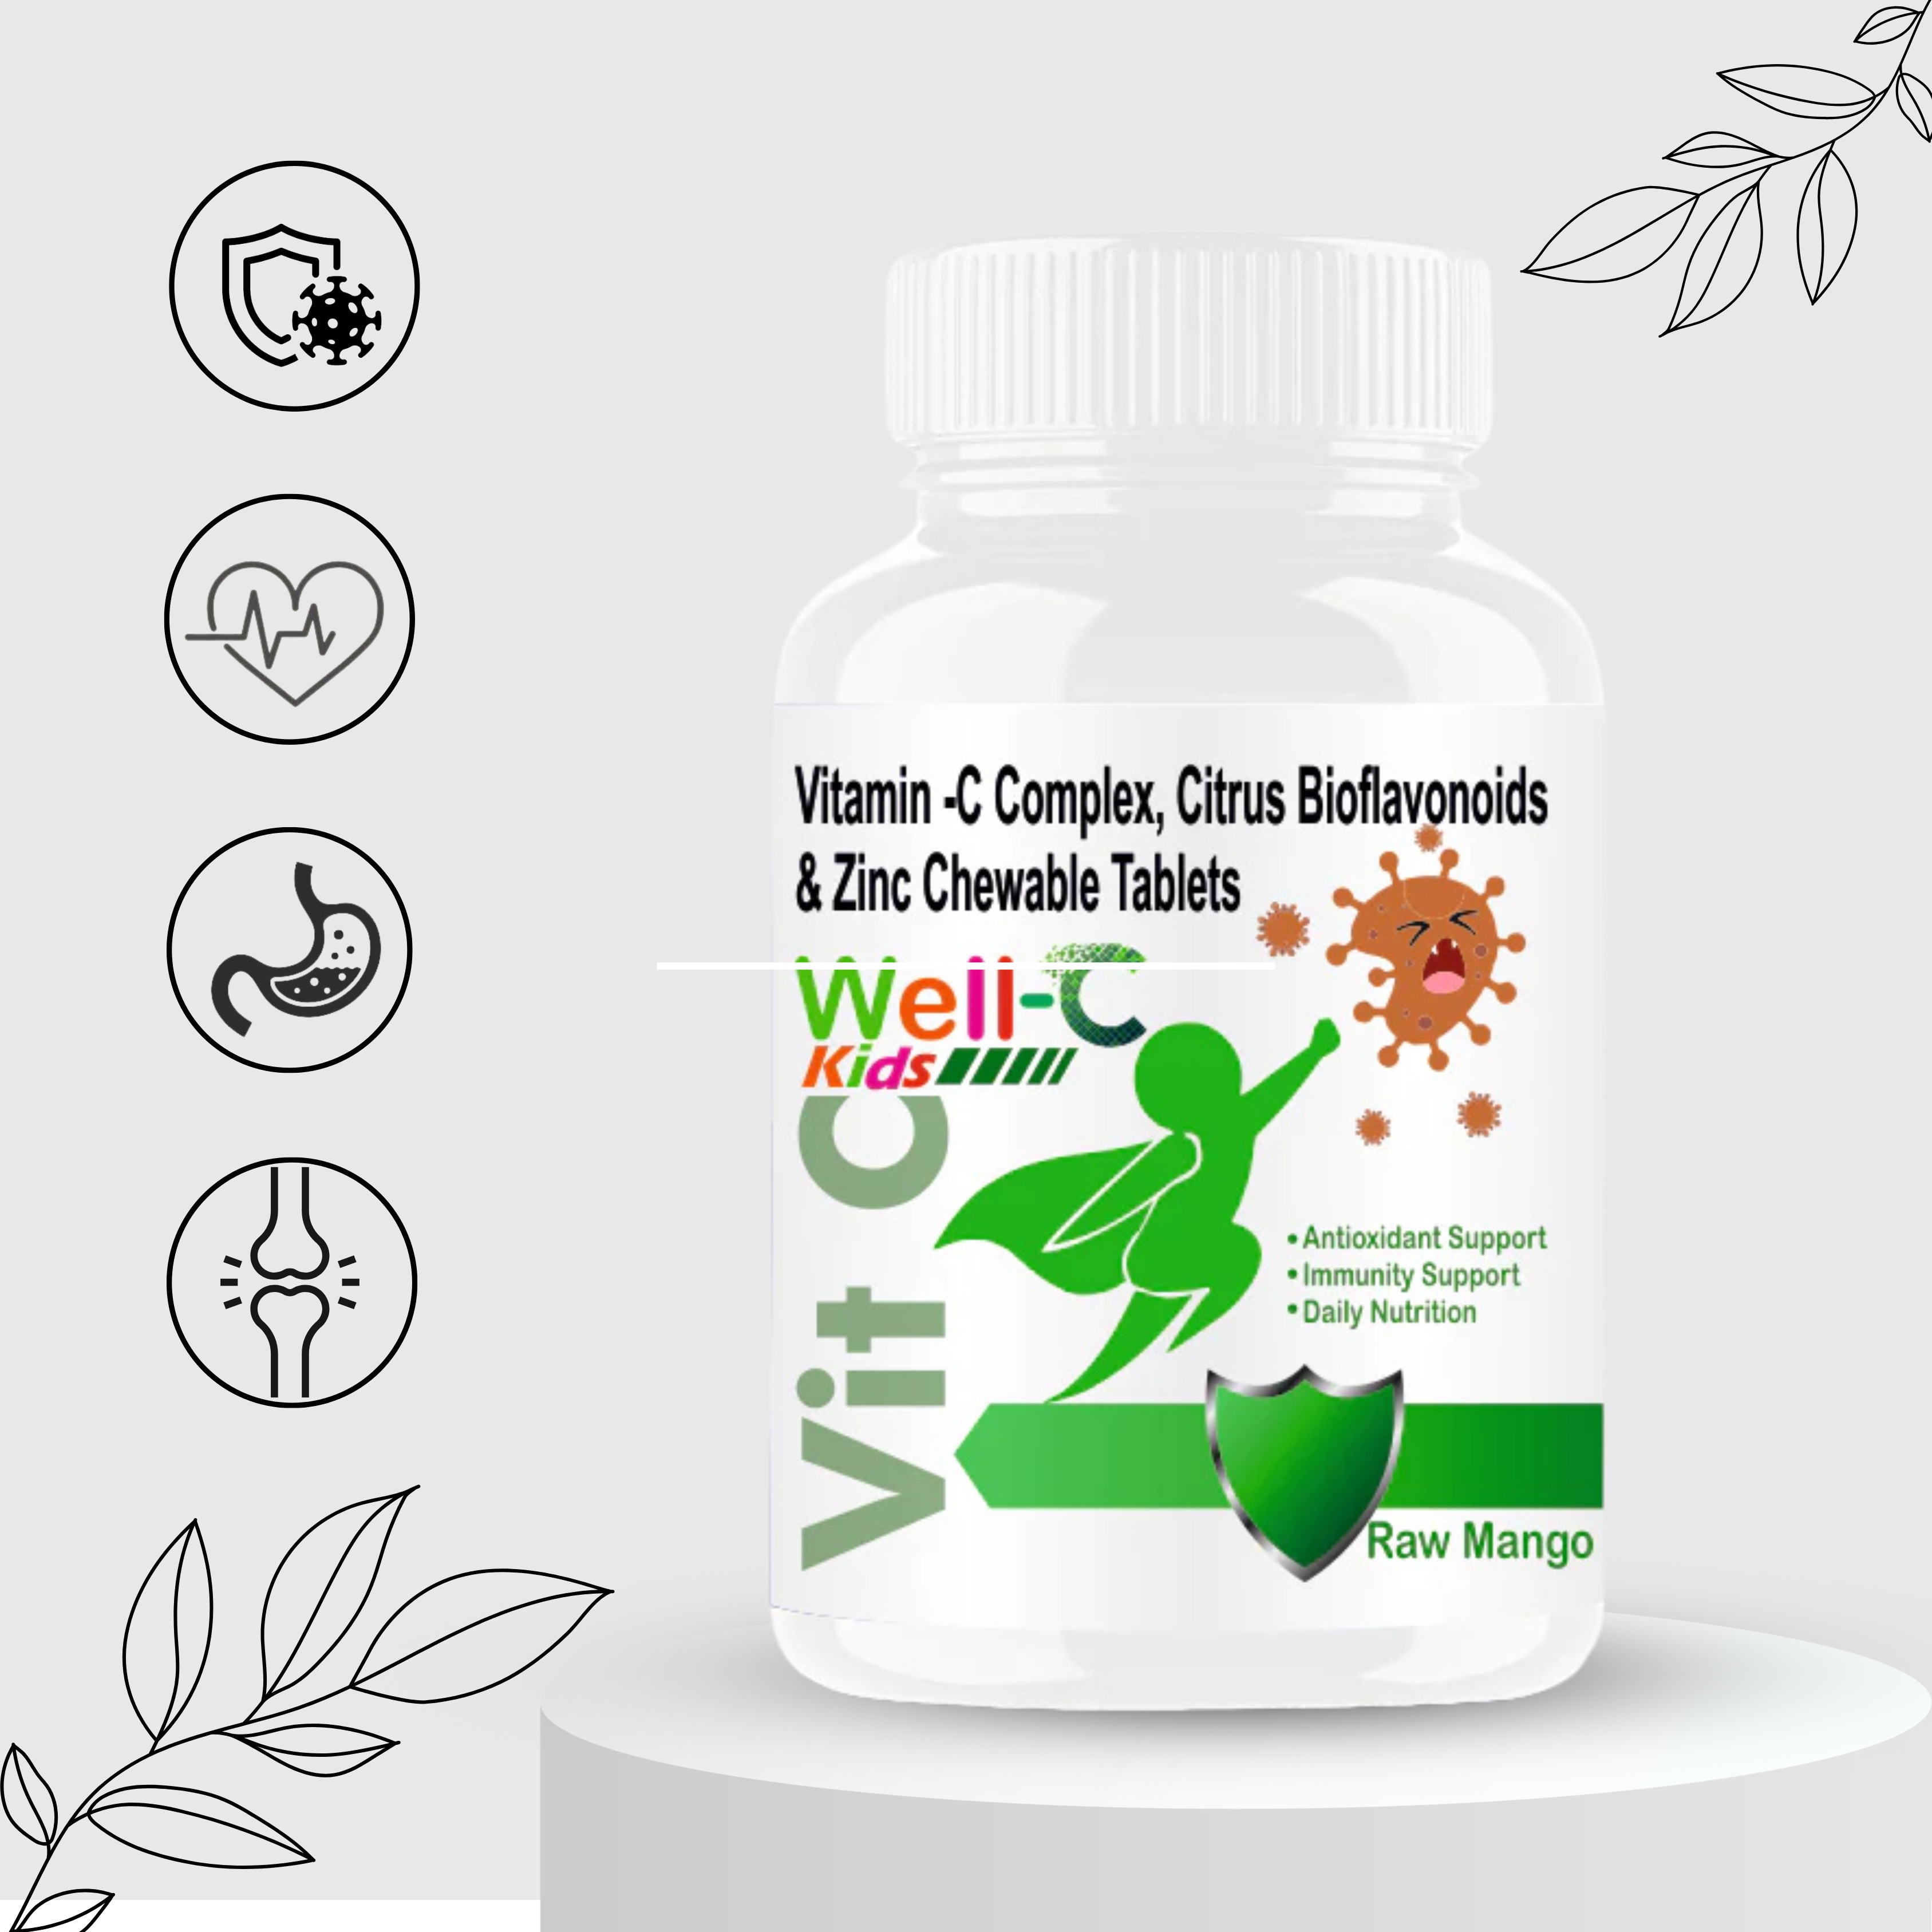 Vitamin -C Complex, Citrus Bioflavonoids
& Zinc Chewable Tablets
Well-C
Kids
Vit C
• Antioxidant Support
• Immunity Support
• Daily Nutrition
Raw Mango